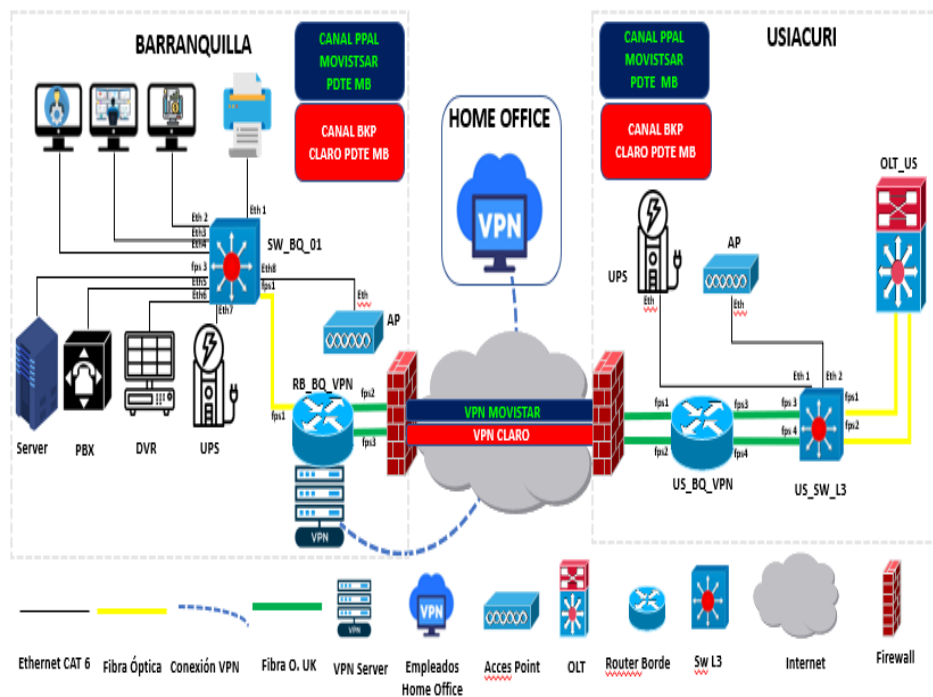 BARRANQUILLA
CANAL PPAL
MOVISTSAR
PDTE MB
CANAL BKP
CLARO PDTE MB
HOME OFFICE
VPN
CANAL PPAL
MOVISTSAR
PDTE MB
CANAL BKP
CLARO PDTE MB
USIACURI
OLT_US
Eth 2
Eth3
Eth4
Eth 1
SW_BQ_01
fps 3
Eth5
Eth6
Eth7
Eth8
fps1
Eth
AP
Server
PBX
DVR
UPS
RB_BQ_VPN
fps1
fps2
fps3
VPN
VPN MOVISTAR
VPN CLARO
UPS
Eth
AP
Eth
Eth 1
Eth 2
fps1
fps2
fps3
fps4
US_BQ_VPN
fps 3
fps 4
fps1
fps2
US_SW_L3
Ethernet CAT 6
Fibra Óptica
Conexión VPN
Fibra O. UK
VPN
VPN Server
VPN
Empleados
Home Office
Acces Point
OLT
Router Borde
Sw L3
Internet
Firewall